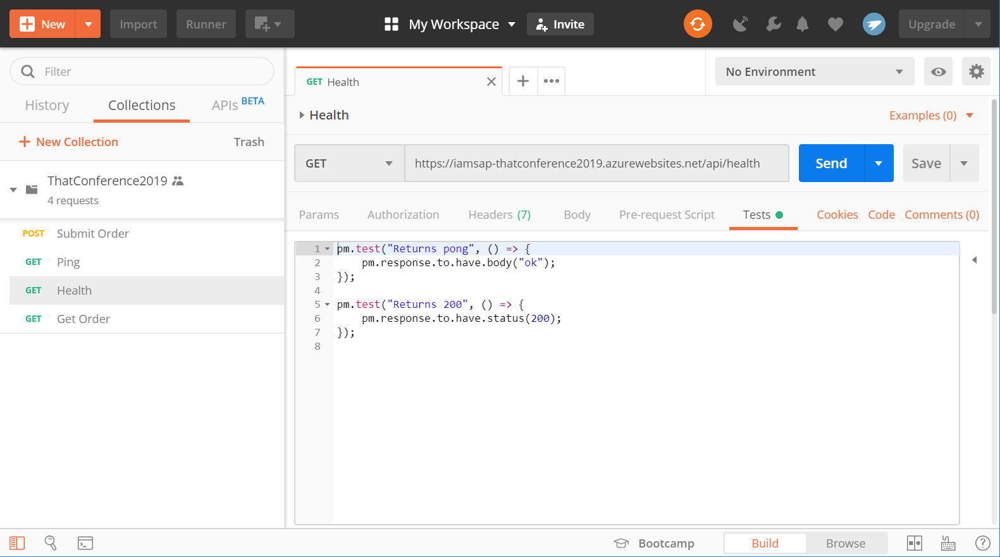 New Import Runner My Workspace Invite Upgrade
Filter
History Collections APIs BETA
+ New Collection Trash
ThatConference2019
4 requests
POST Submit Order
GET Ping
GET Health
GET Get Order
GET Health
No Environment
Health
Examples (0)
GET https://iamsap-thatconference2019.azurewebsites.net/api/health Send Save
Params Authorization Headers (7) Body Pre-request Script Tests Cookies Code Comments (0)
1 pm.test("Returns pong", () => {
2 pm.response.to.have.body("ok");
3 });
4
5 pm.test("Returns 200", () => {
6 pm.response.to.have.status(200);
7 });
8
Bootcamp Build Browse